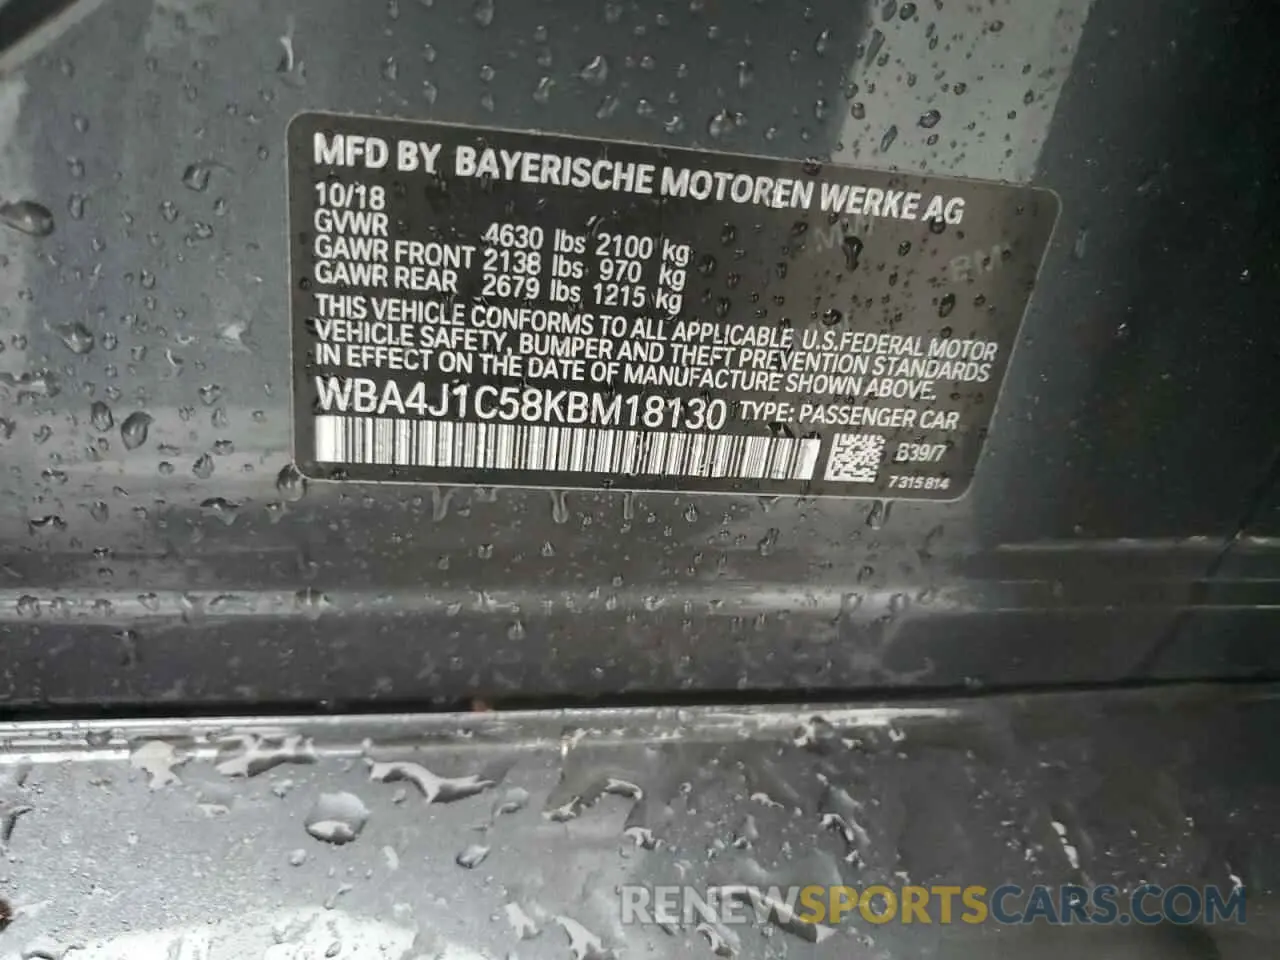 MFD BY BAYERISCHE MOTOREN WERKE AG
10/18
GVWR 4630 lbs 2100 kg
GAWR FRONT 2138 lbs 970 kg
GAWR REAR 2679 lbs 1215 kg
THIS VEHICLE CONFORMS TO ALL APPLICABLE U.S.FEDERAL MOTOR
VEHICLE SAFETY, BUMPER AND THEFT PREVENTION STANDARDS
IN EFFECT ON THE DATE OF MANUFACTURE SHOWN ABOVE.
WBA4J1C58KBM18130 TYPE: PASSENGER CAR
B39/7
7315814
RENEWSPORTSCARS.COM